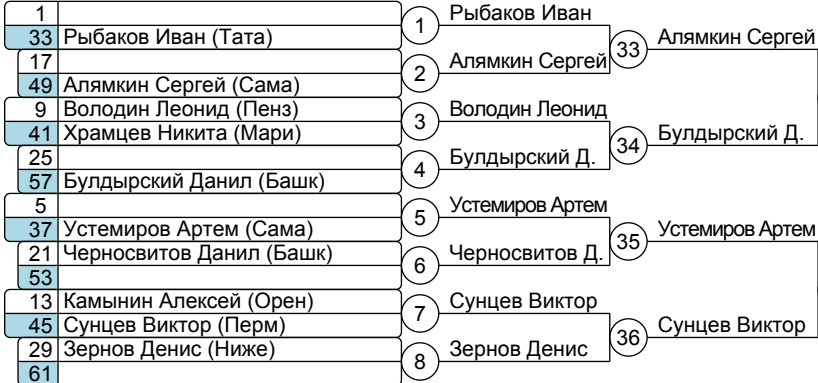 1
33 Рыбаков Иван (Тата)
17
49 Алямкин Сергей (Сама)
9 Володин Леонид (Пенз)
41 Храмцев Никита (Мари)
25
57 Булдырский Данил (Башк)
5
37 Устемиров Артем (Сама)
21 Черносвитов Данил (Башк)
53
13 Камынин Алексей (Орен)
45 Сунцев Виктор (Перм)
29 Зернов Денис (Ниже)
61
1 Рыбаков Иван
2 Алямкин Сергей
3 Володин Леонид
4 Булдырский Д.
5 Устемиров Артем
6 Черносвитов Д.
7 Сунцев Виктор
8 Зернов Денис
33 Алямкин Сергей
34 Булдырский Д.
35 Устемиров Артем
36 Сунцев Виктор